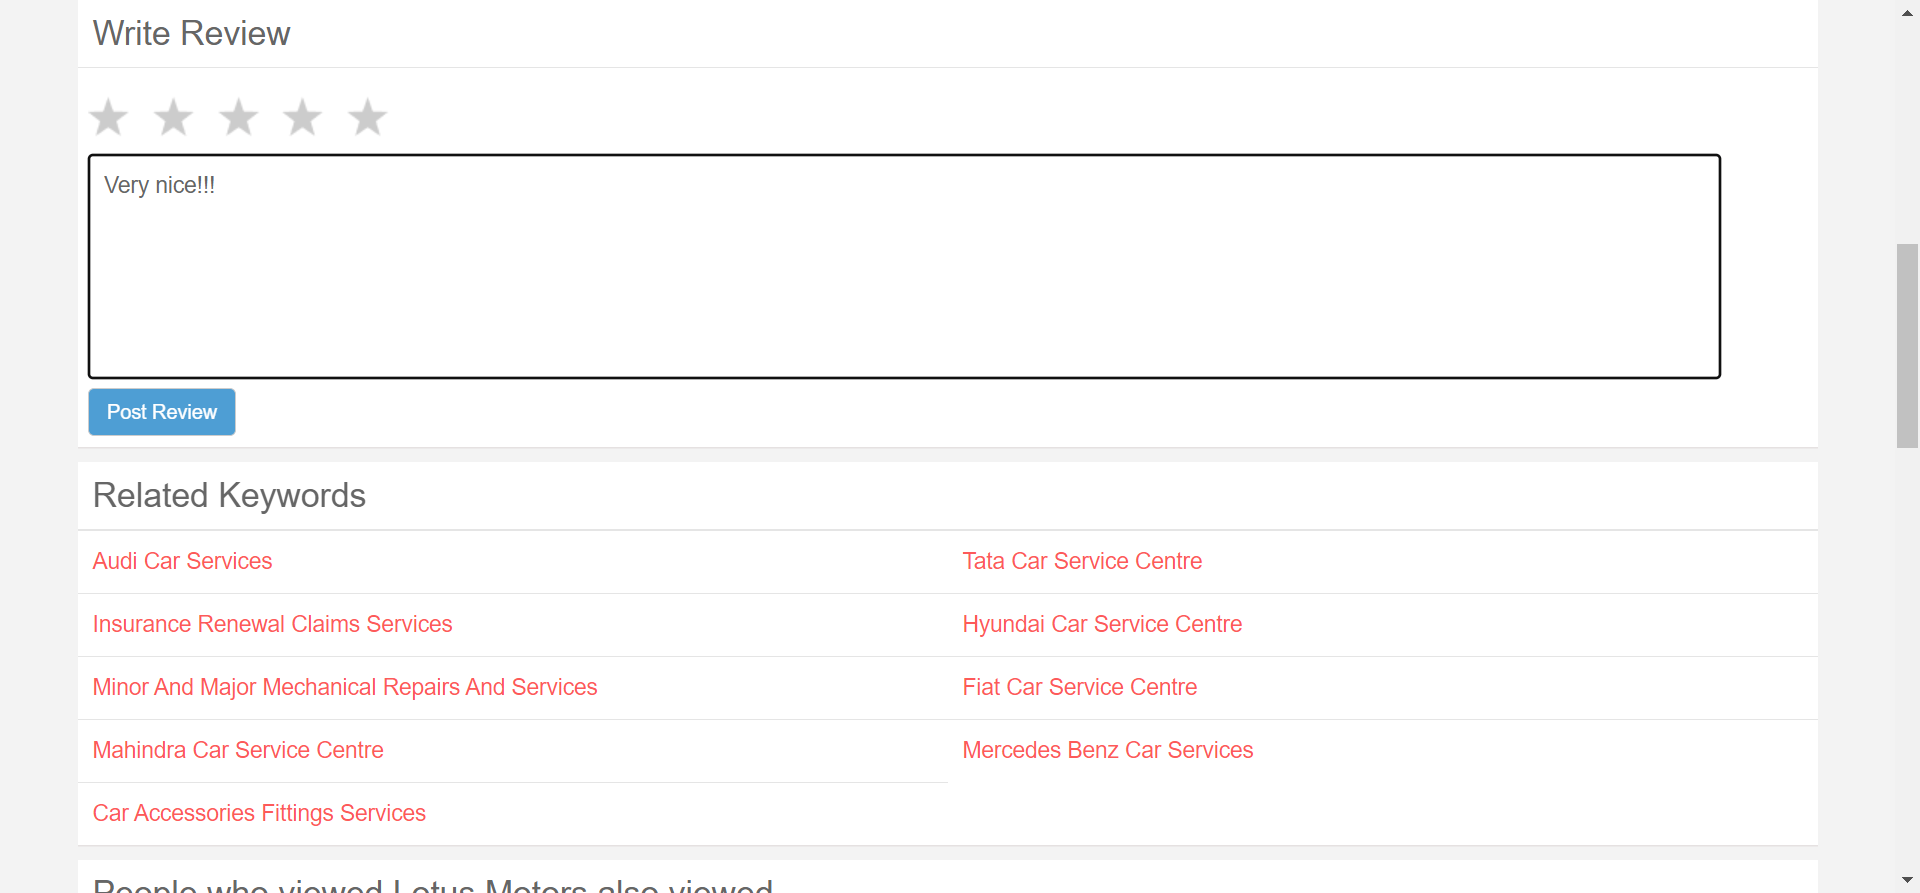 Write Review
Very nice!!!
Post Review
Related Keywords
Audi Car Services
Tata Car Service Centre
Insurance Renewal Claims Services
Hyundai Car Service Centre
Minor And Major Mechanical Repairs And Services
Fiat Car Service Centre
Mahindra Car Service Centre
Mercedes Benz Car Services
Car Accessories Fittings Services
People who viewed Lotus Motors also viewed